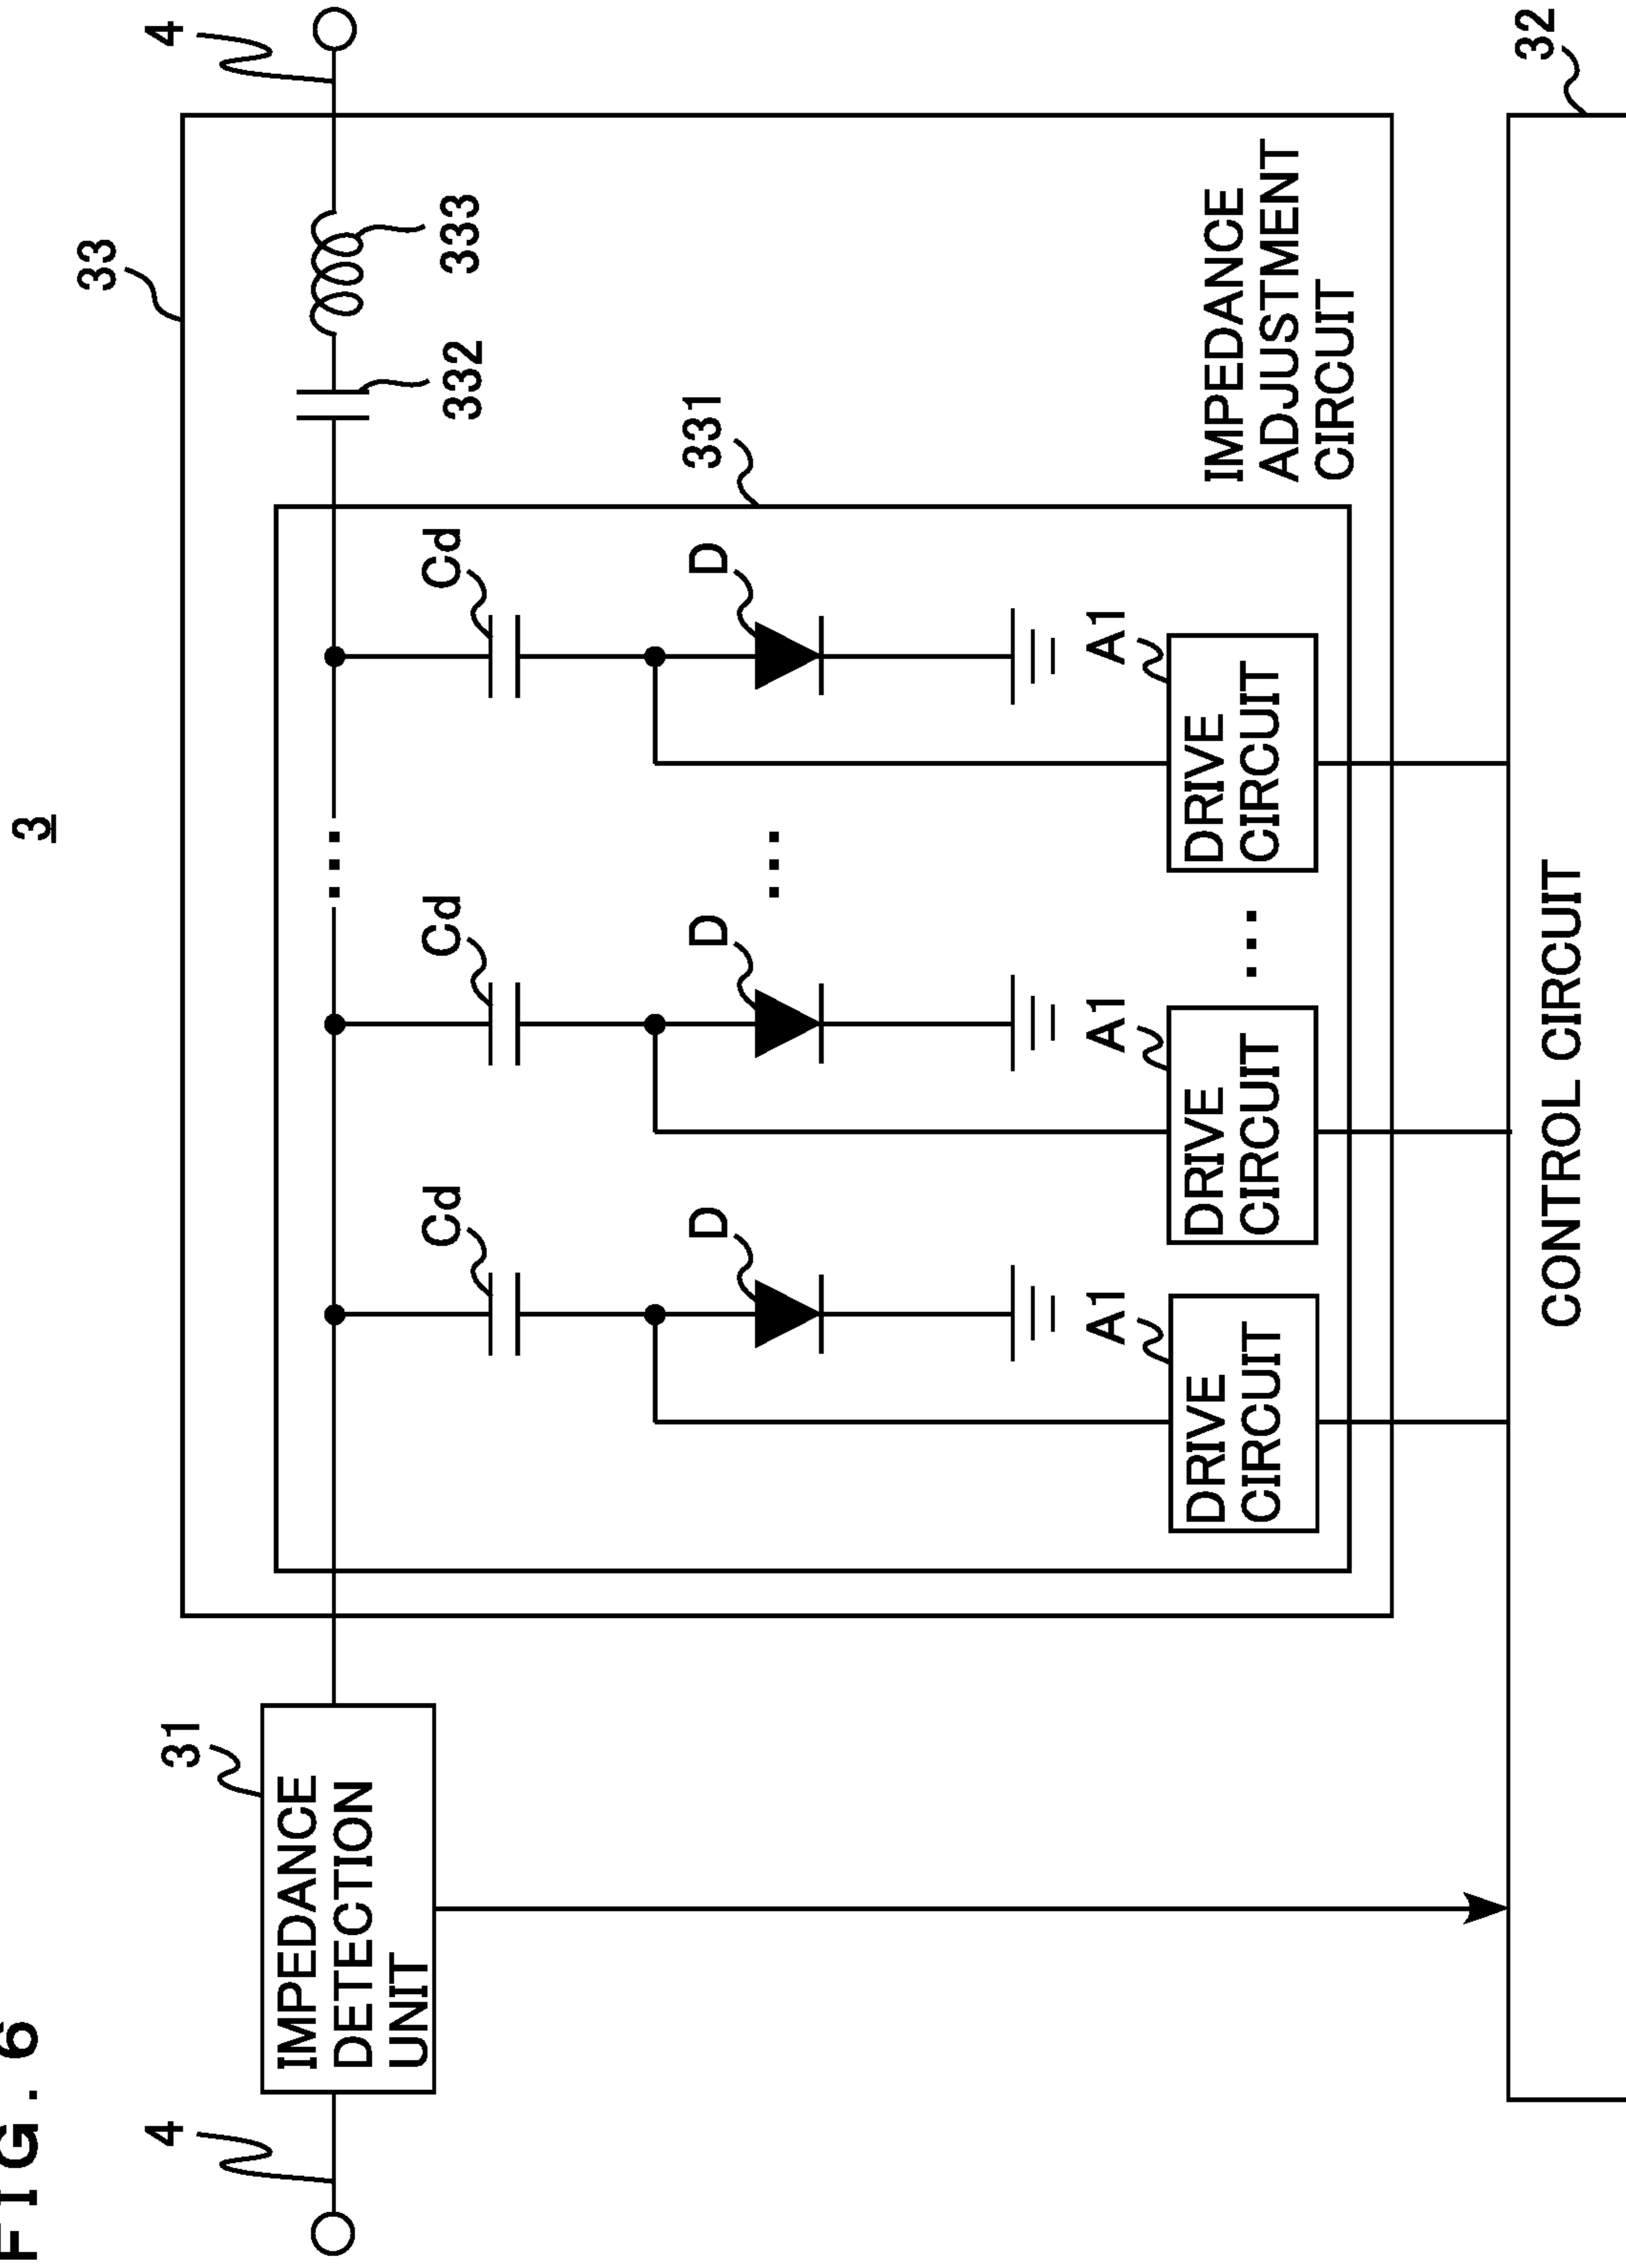 FIG. 6
3
33
4
4
31
IMPEDANCE
DETECTION
UNIT
332
333
331
Cd
Cd
Cd
D
D
D
A1
A1
A1
DRIVE
CIRCUIT
DRIVE
CIRCUIT
DRIVE
CIRCUIT
IMPEDANCE
ADJUSTMENT
CIRCUIT
32
CONTROL CIRCUIT